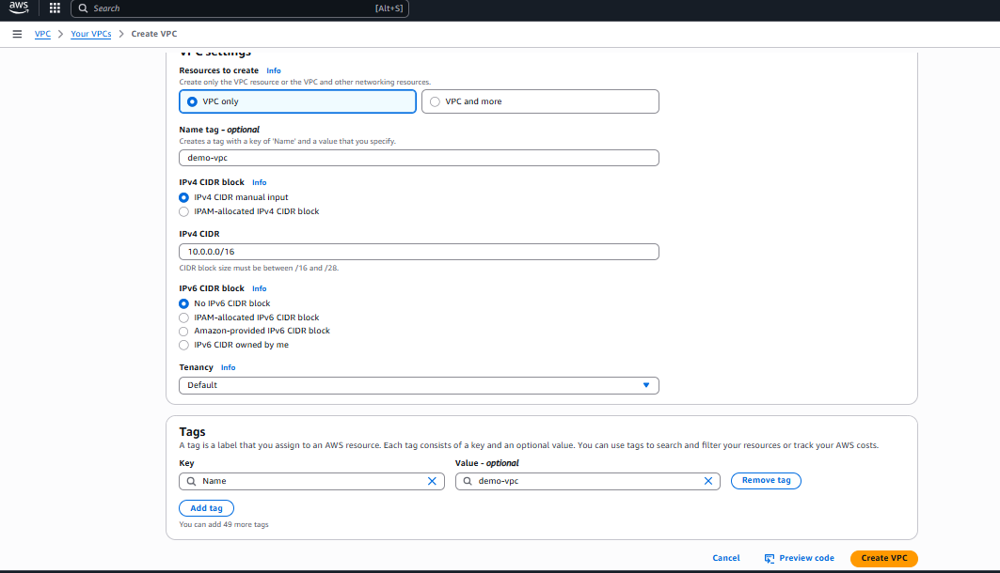 aws
Search [Alt+S]
VPC > Your VPCs > Create VPC
VPC settings
Resources to create Info
Create only the VPC resource or the VPC and other networking resources.
VPC only VPC and more
Name tag - optional
Creates a tag with a key of 'Name' and a value that you specify.
demo-vpc
IPv4 CIDR block Info
IPv4 CIDR manual input
IPAM-allocated IPv4 CIDR block
IPv4 CIDR
10.0.0.0/16
CIDR block size must be between /16 and /28.
IPv6 CIDR block Info
No IPv6 CIDR block
IPAM-allocated IPv6 CIDR block
Amazon-provided IPv6 CIDR block
IPv6 CIDR owned by me
Tenancy Info
Default
Tags
A tag is a label that you assign to an AWS resource. Each tag consists of a key and an optional value. You can use tags to search and filter your resources or track your AWS costs.
Key Value - optional
Name demo-vpc Remove tag
Add tag
You can add 49 more tags
Cancel Preview code Create VPC